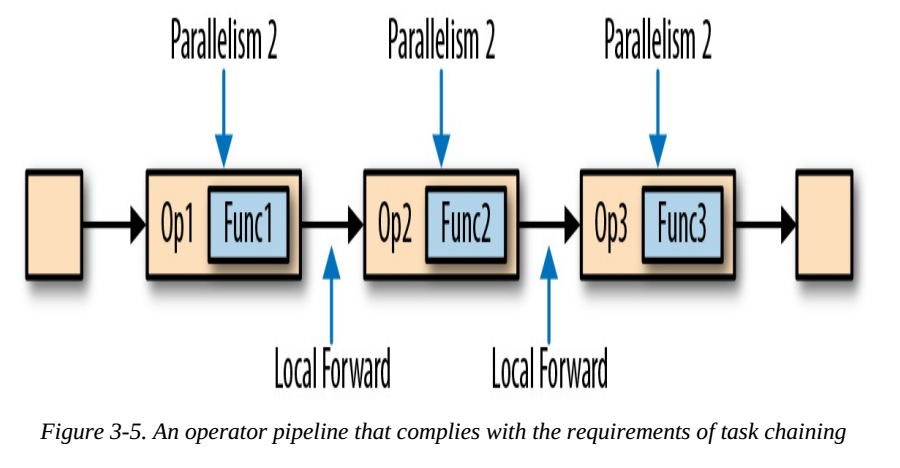 Parallelism 2 Parallelism 2 Parallelism 2
Op1 Func1 Op2 Func2 Op3 Func3
Local Forward Local Forward
Figure 3-5. An operator pipeline that complies with the requirements of task chaining